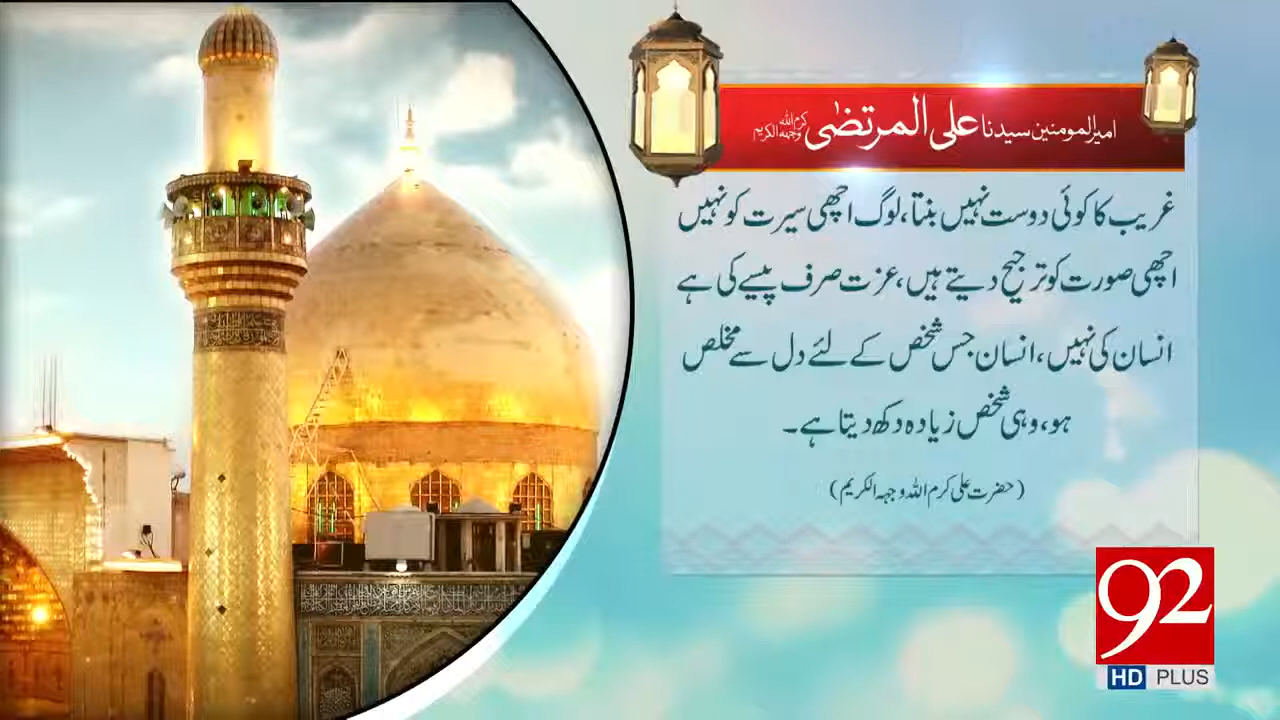 امیرالمومنین سیدنا علی المرتضیٰ کرم اللہ وجہہ الکریم
غریب کا کوئی دوست نہیں بنتا، لوگ اچھی سیرت کو نہیں
اچھی صورت کو ترجیح دیتے ہیں، عزت صرف پیسے کی ہے
انسان کی نہیں، انسان جس شخص کے لئے دل سے مخلص
ہو، وہی شخص زیادہ دکھ دیتا ہے۔
(حضرت علی کرم اللہ وجہہ الکریم)
92
HD PLUS